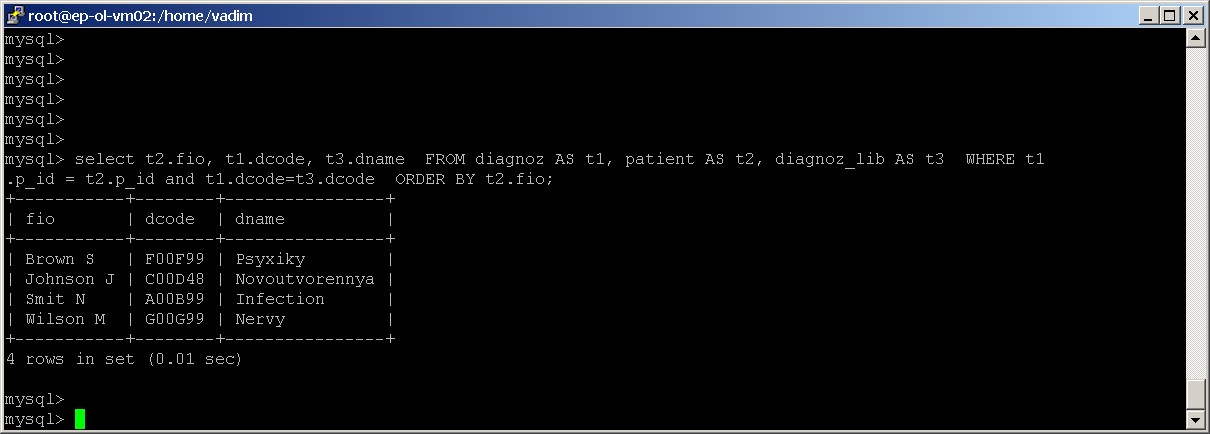 root@ep-ol-vm02:/home/vadim
mysql>
mysql>
mysql>
mysql>
mysql>
mysql>
mysql> select t2.fio, t1.dcode, t3.dname  FROM diagnoz AS t1, patient AS t2, diagnoz_lib AS t3  WHERE t1
.p_id = t2.p_id and t1.dcode=t3.dcode  ORDER BY t2.fio;
+-----------+--------+----------------+
| fio       | dcode  | dname          |
+-----------+--------+----------------+
| Brown S   | F00F99 | Psyxiky        |
| Johnson J | C00D48 | Novoutvorennya |
| Smit N    | A00B99 | Infection      |
| Wilson M  | G00G99 | Nervy          |
+-----------+--------+----------------+
4 rows in set (0.01 sec)
mysql>
mysql>